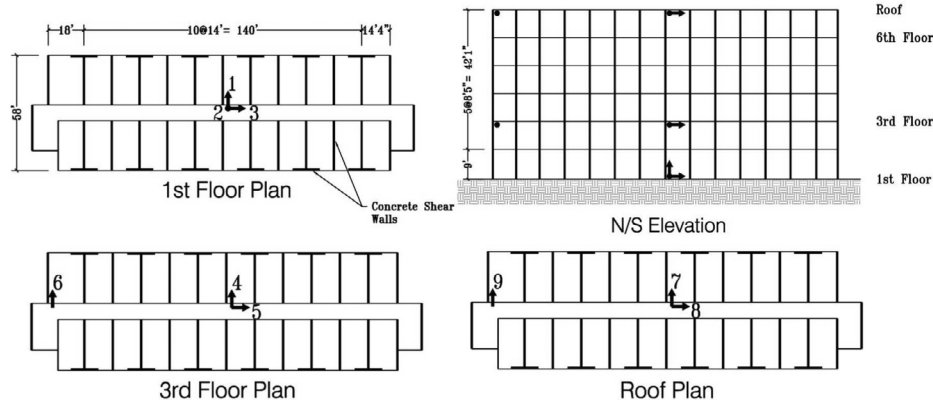 18'
10@14'= 140'
14'4"
58'
1
2
3
1st Floor Plan
Concrete Shear
Walls
Roof
6th Floor
5@8'5"= 42'1"
3rd Floor
9'
1st Floor
N/S Elevation
6
4
5
3rd Floor Plan
9
7
8
Roof Plan